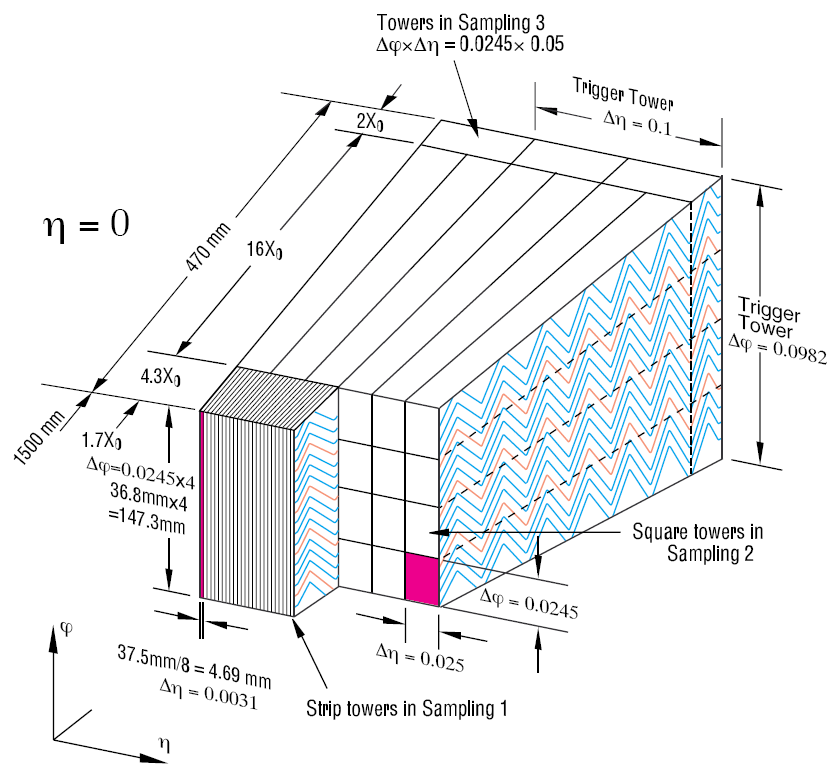 Towers in Sampling 3
Δφ×Δη = 0.0245× 0.05
Trigger Tower
Δη = 0.1
2X₀
η = 0
470 mm
16X₀
Trigger
Tower
Δφ = 0.0982
4.3X₀
1500 mm
1.7X₀
Δφ=0.0245x4
36.8mmx4
=147.3mm
Square towers in
Sampling 2
Δφ = 0.0245
Δη = 0.025
φ
37.5mm/8 = 4.69 mm
Δη = 0.0031
Strip towers in Sampling 1
η